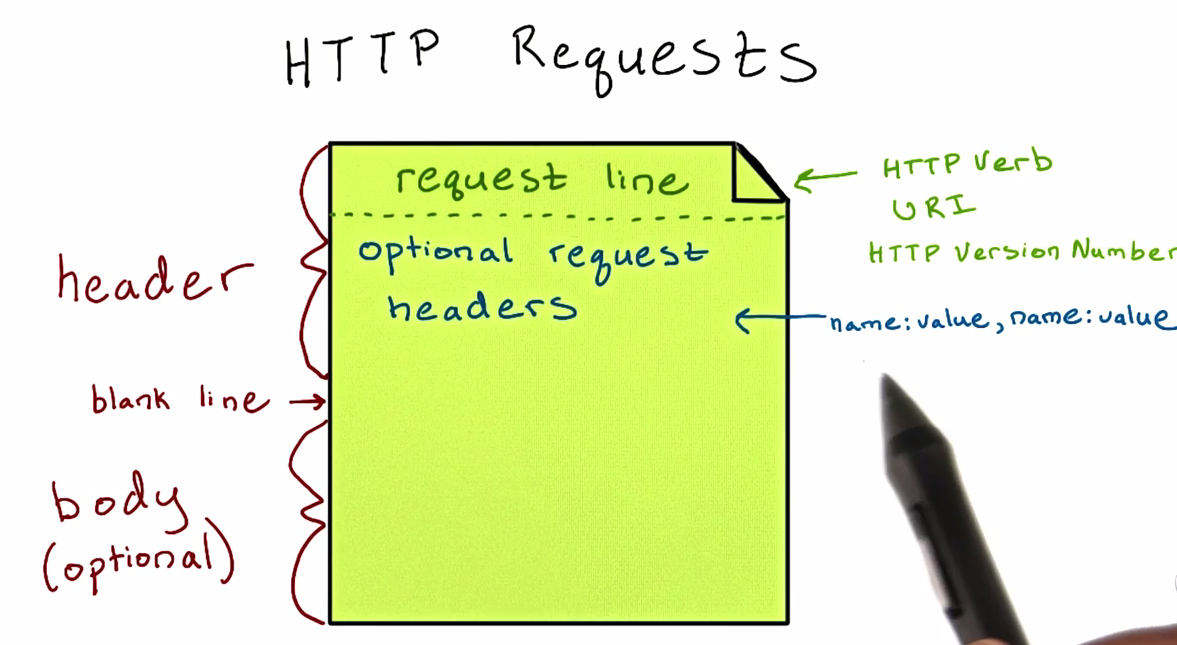 HTTP Requests
request line
HTTP Verb
URI
HTTP Version Number
optional request
headers
name:value, name:value
header
blank line
body
(optional)